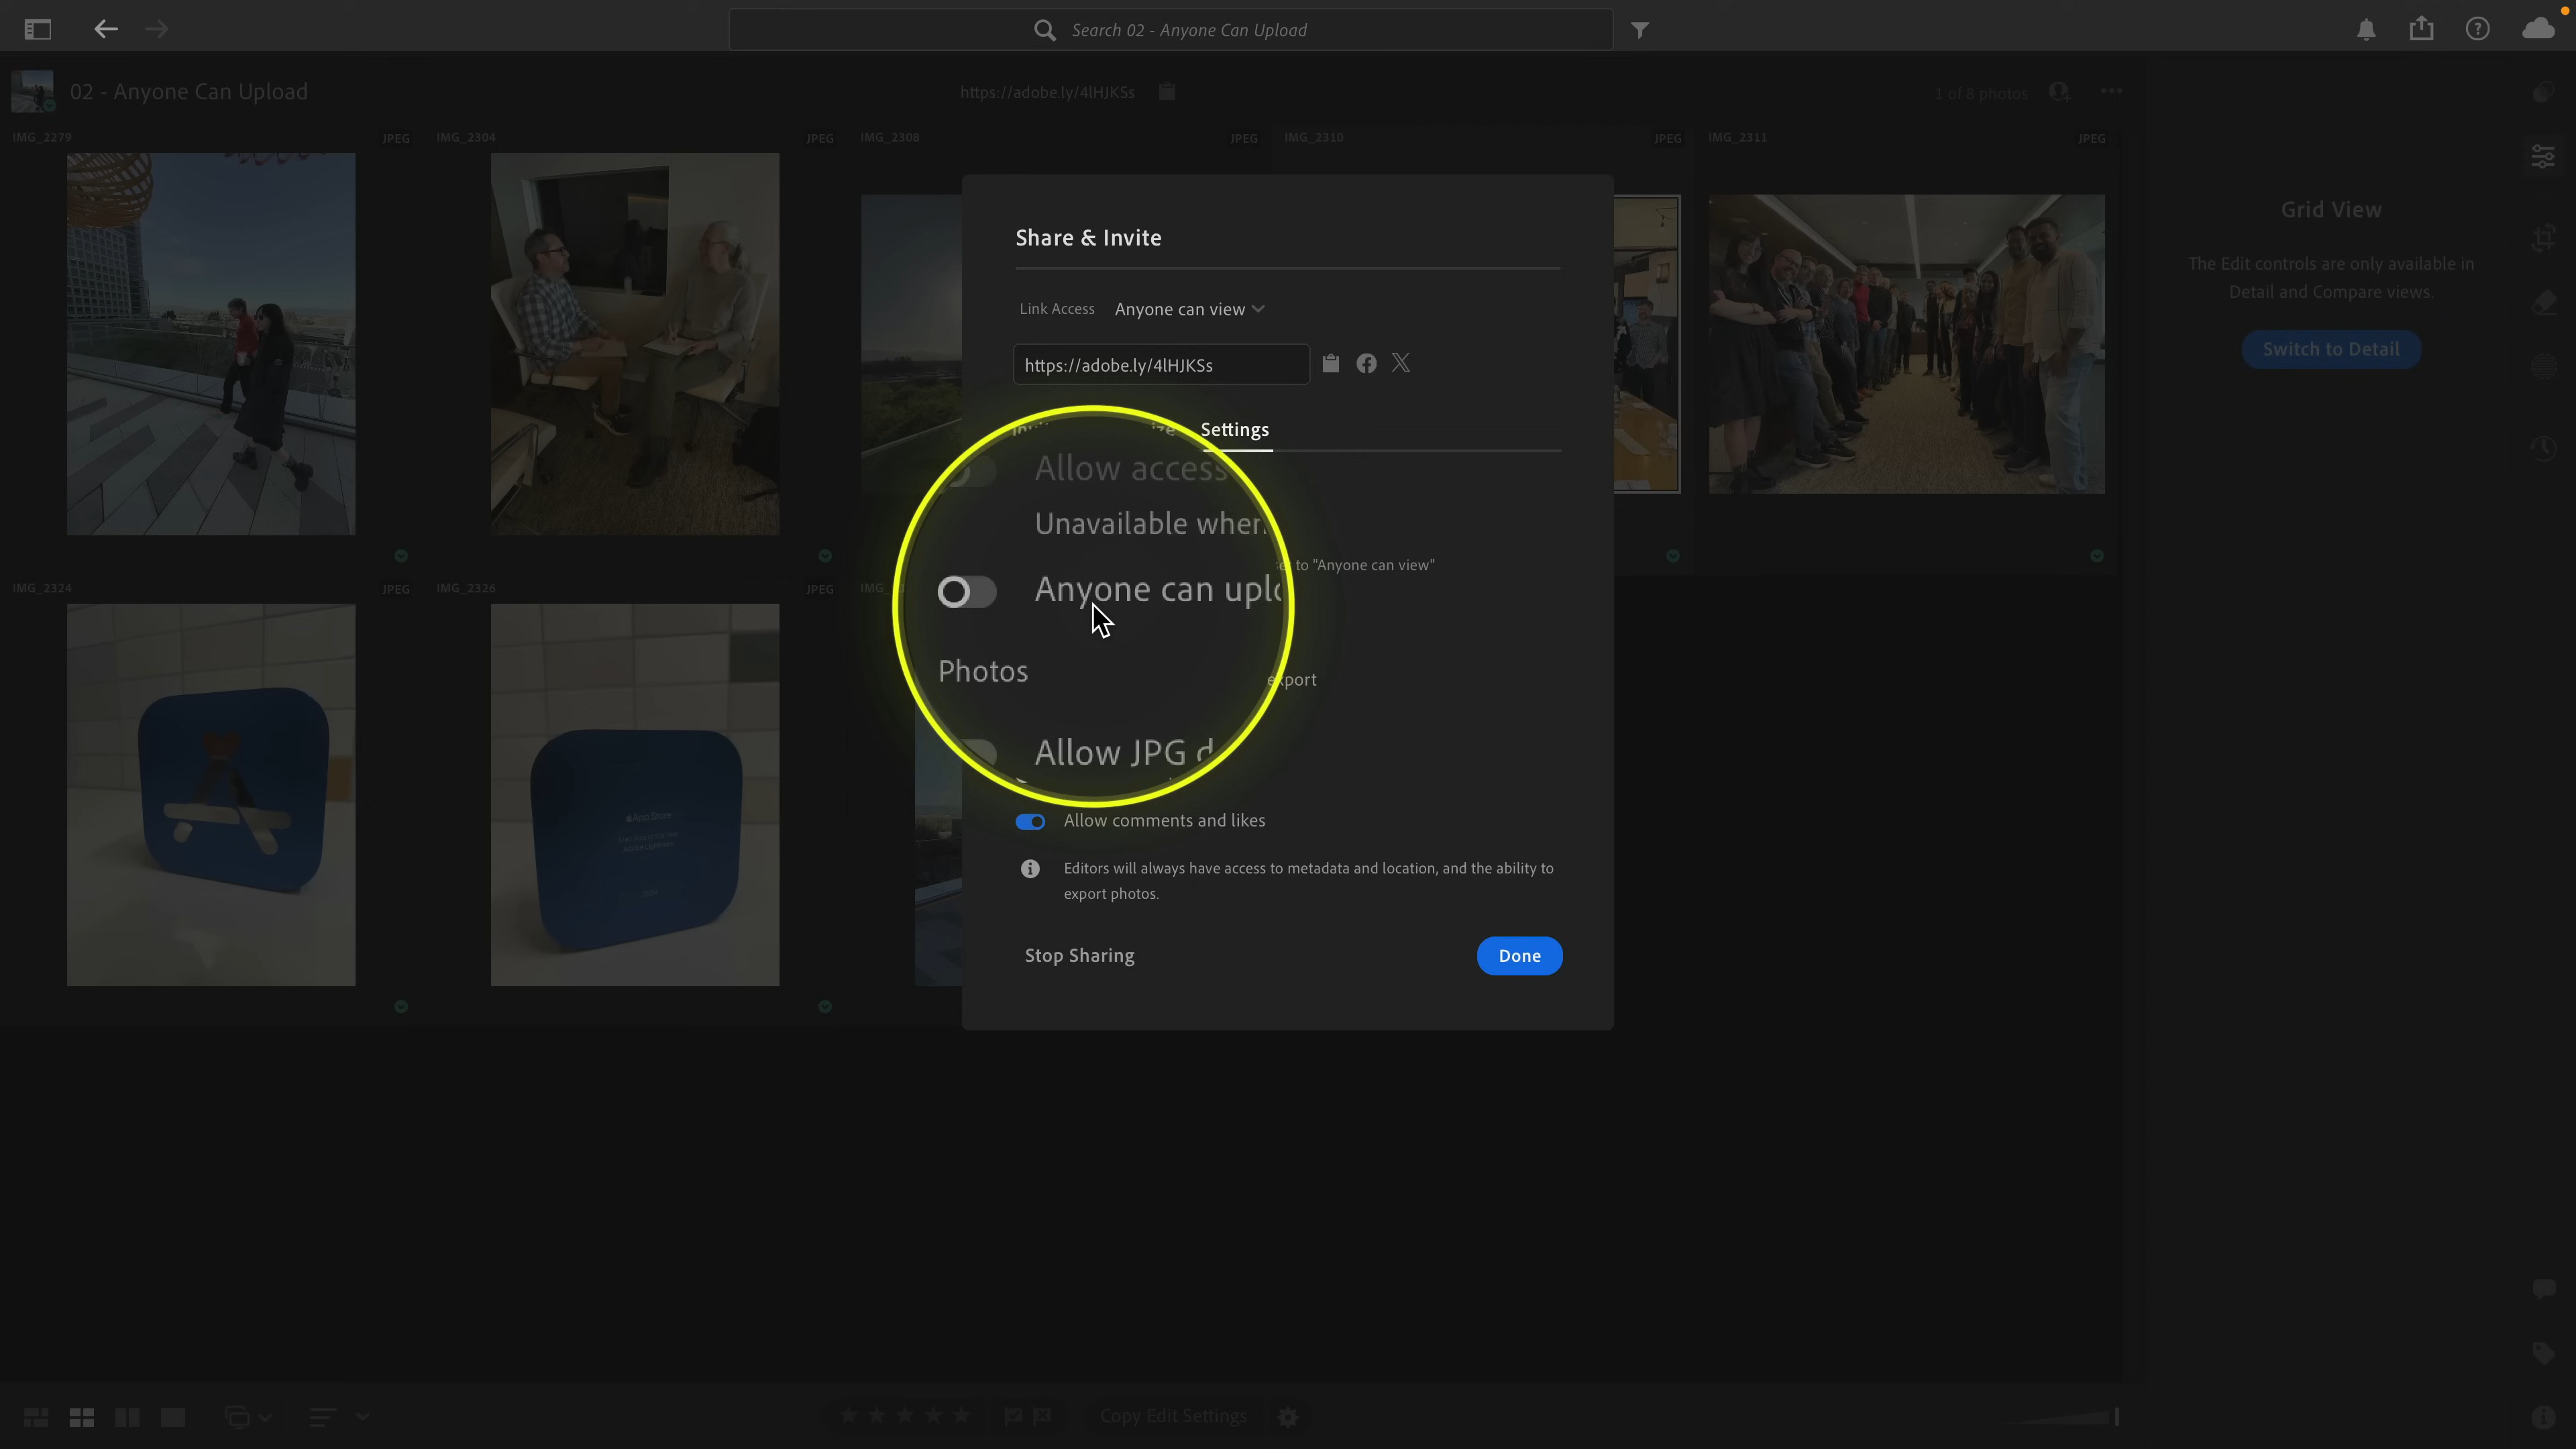 Search 02 - Anyone Can Upload
02 - Anyone Can Upload
https://adobe.ly/4lHJKSs
1 of 8 photos
IMG_2279 JPEG
IMG_2304 JPEG
IMG_2308 JPEG
IMG_2310 JPEG
IMG_2311 JPEG
Share & Invite
Link Access Anyone can view
https://adobe.ly/4lHJKSs
Settings
Allow access
Unavailable when
set to "Anyone can view"
Anyone can uplo
Photos
export
Allow JPG d
Allow comments and likes
Editors will always have access to metadata and location, and the ability to
export photos.
Stop Sharing
Done
Grid View
The Edit controls are only available in
Detail and Compare views.
Switch to Detail
IMG_2324 JPEG
IMG_2326 JPEG
App Store
Copy Edit Settings